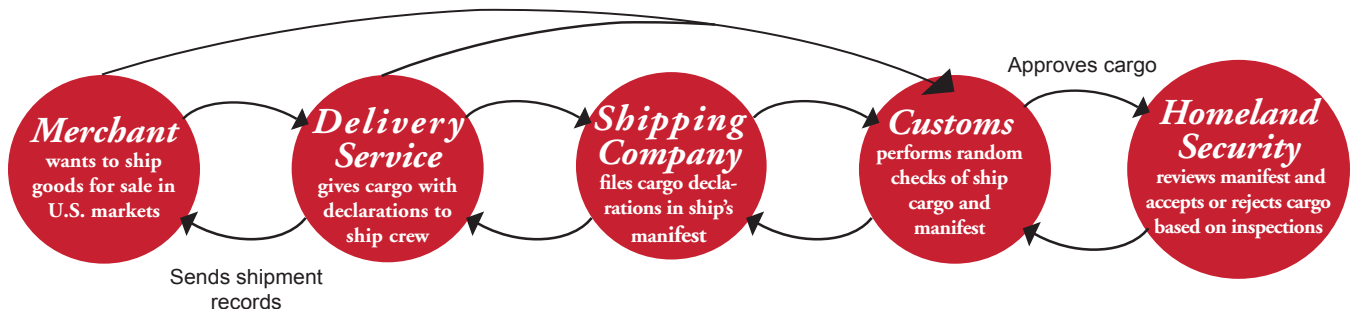 Merchant
wants to ship
goods for sale in
U.S. markets
Delivery
Service
gives cargo with
declarations to
ship crew
Shipping
Company
files cargo decla-
rations in ship's
manifest
Customs
performs random
checks of ship
cargo and
manifest
Approves cargo
Homeland
Security
reviews manifest and
accepts or rejects cargo
based on inspections
Sends shipment
records